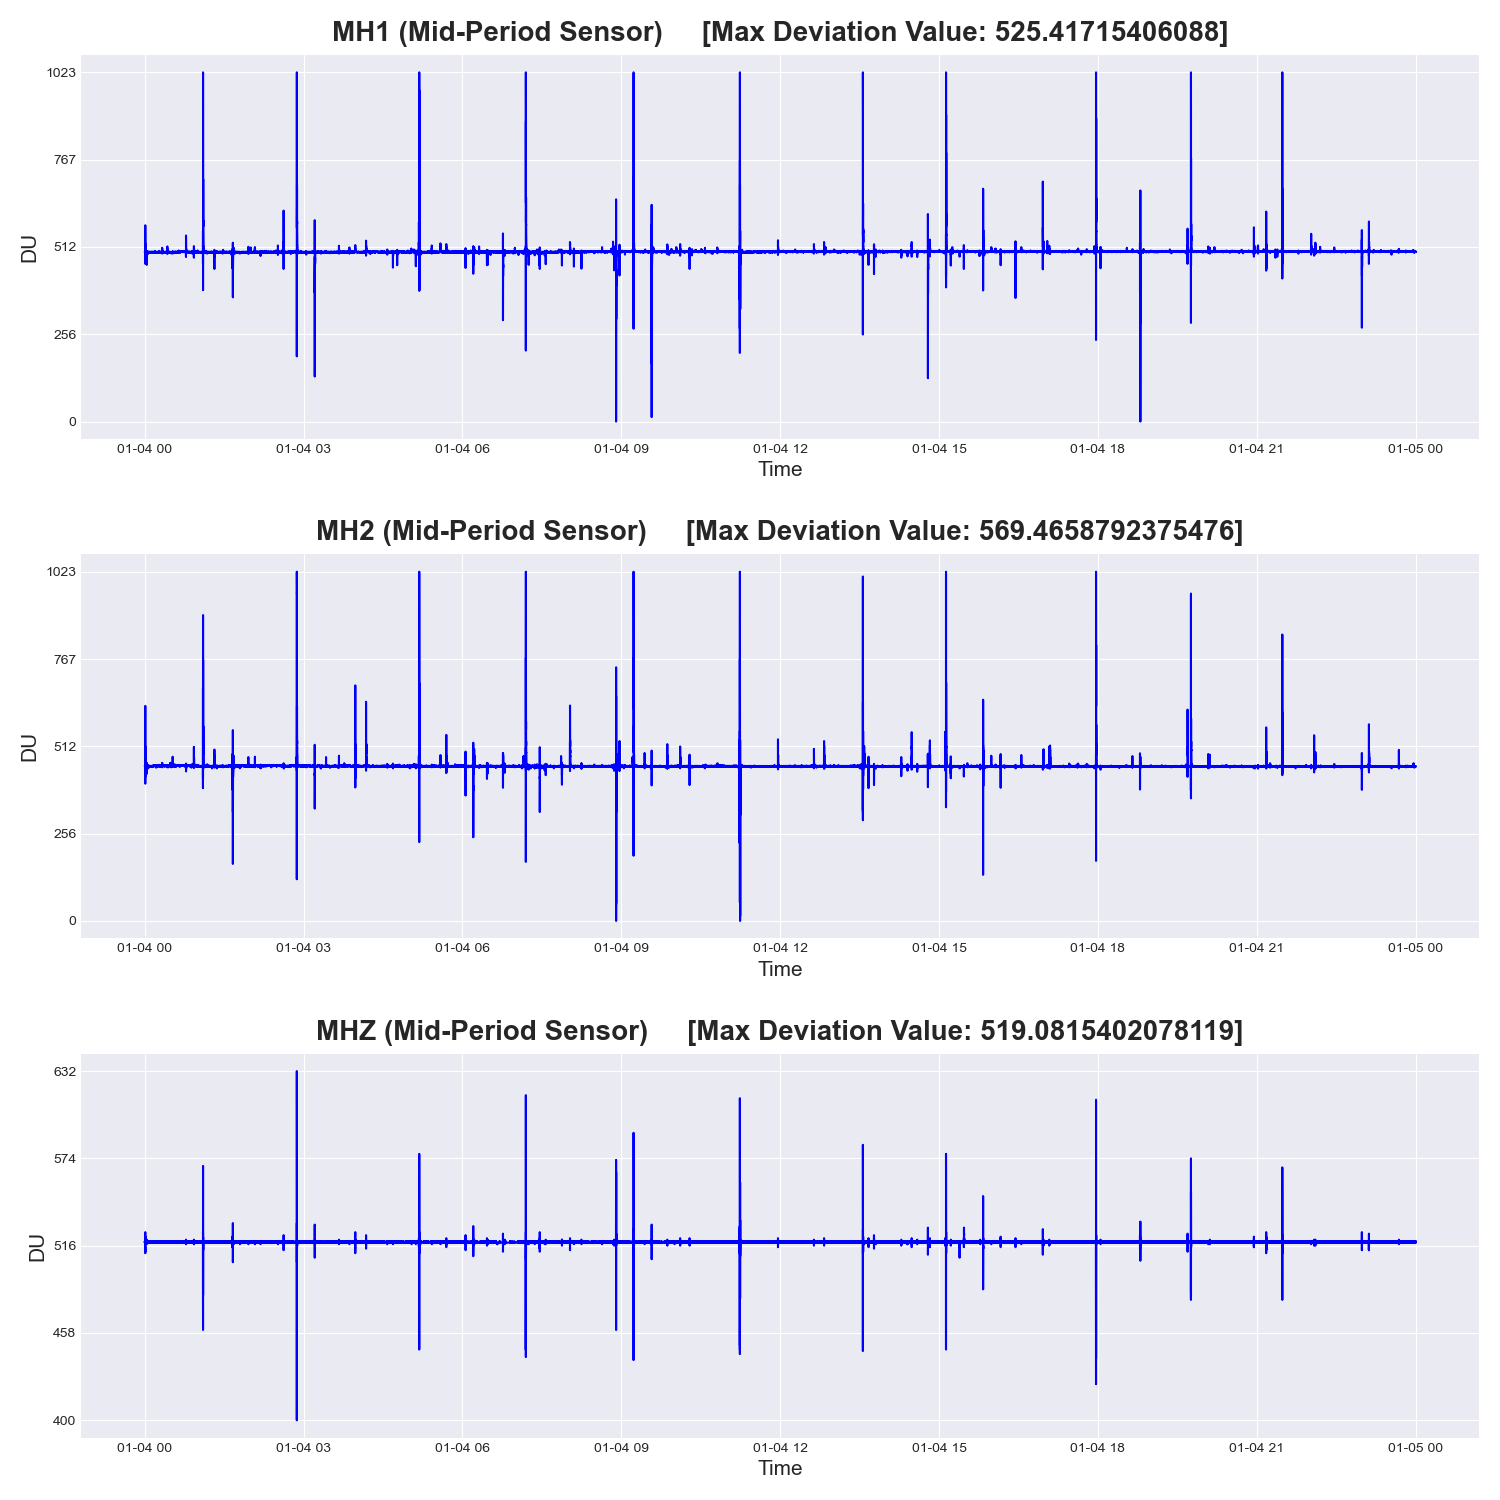 MH1 (Mid-Period Sensor) [Max Deviation Value: 525.41715406088]
1023
767
512
256
0
DU
01-04 00 01-04 03 01-04 06 01-04 09 01-04 12 01-04 15 01-04 18 01-04 21 01-05 00
Time
MH2 (Mid-Period Sensor) [Max Deviation Value: 569.4658792375476]
1023
767
512
256
0
DU
01-04 00 01-04 03 01-04 06 01-04 09 01-04 12 01-04 15 01-04 18 01-04 21 01-05 00
Time
MHZ (Mid-Period Sensor) [Max Deviation Value: 519.0815402078119]
632
574
516
458
400
DU
01-04 00 01-04 03 01-04 06 01-04 09 01-04 12 01-04 15 01-04 18 01-04 21 01-05 00
Time